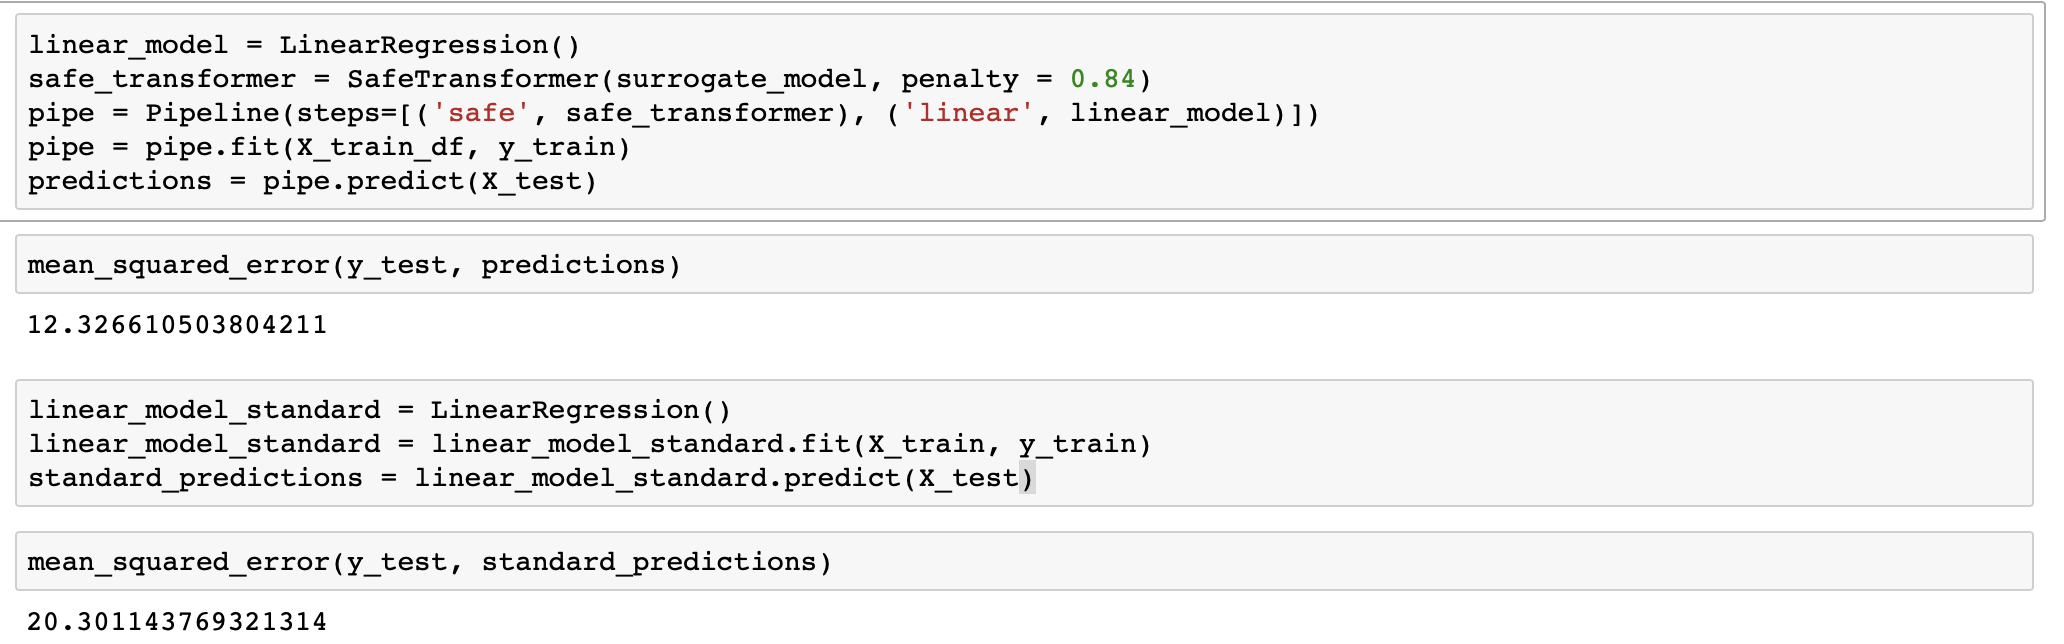 linear_model = LinearRegression()
safe_transformer = SafeTransformer(surrogate_model, penalty = 0.84)
pipe = Pipeline(steps=[('safe', safe_transformer), ('linear', linear_model)])
pipe = pipe.fit(X_train_df, y_train)
predictions = pipe.predict(X_test)
mean_squared_error(y_test, predictions)
12.326610503804211
linear_model_standard = LinearRegression()
linear_model_standard = linear_model_standard.fit(X_train, y_train)
standard_predictions = linear_model_standard.predict(X_test)
mean_squared_error(y_test, standard_predictions)
20.301143769321314